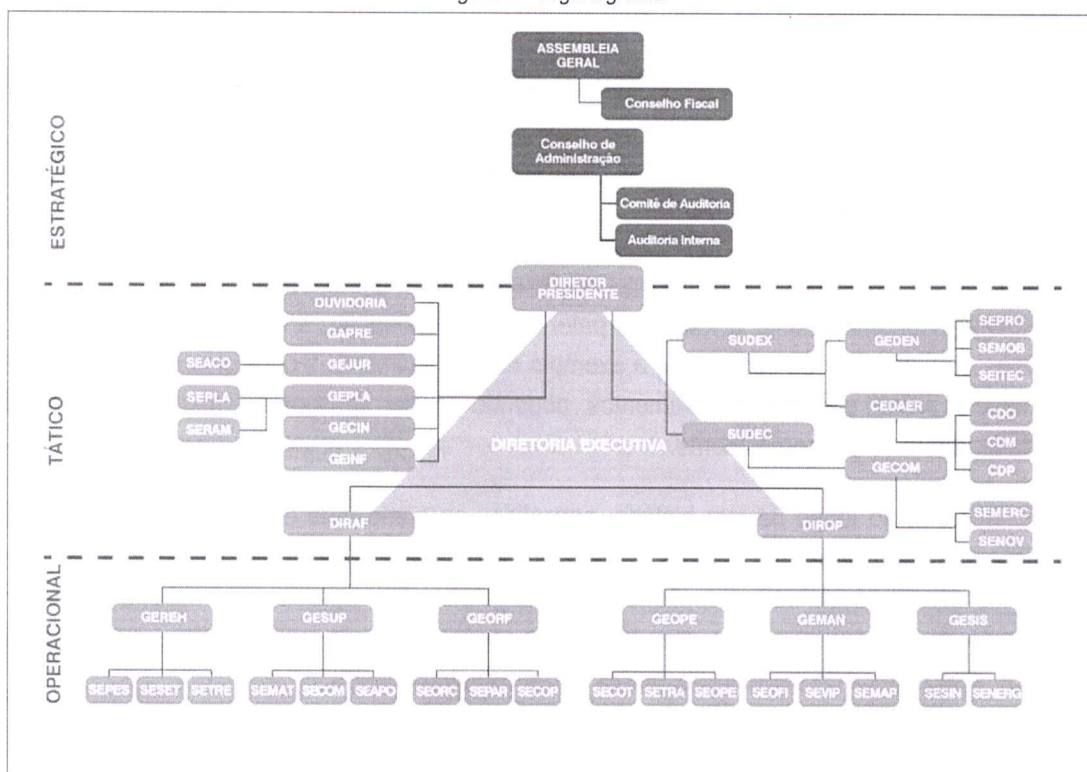 ESTRATÉGICO
ASSEMBLEIA
GERAL
Conselho Fiscal
Conselho de
Administração
Comitê de Auditoria
Auditoria Interna
TÁTICO
DIRETOR
PRESIDENTE
OUVIDORIA
GAPRE
SEACO
GEJUR
SEPLA
GEPLA
SERAM
GECIN
GEINF
DIRETORIA EXECUTIVA
SUDEX
GEDEN
SEPRO
SEMOB
SEITEC
CEDAER
CDO
CDM
CDP
SUDEC
GECOM
SEMERC
SENOV
DIRAF
DIROP
OPERACIONAL
GEREH
GESUP
GEORF
GEOPE
GEMAN
GESIS
SEPES SESET SETRE
SEMAT SECOM SEAPO
SEORC SEPAR SECOP
SECOT SETRA SEOPE
SEOFI SEVIP SEMAP
SESIN SENERG